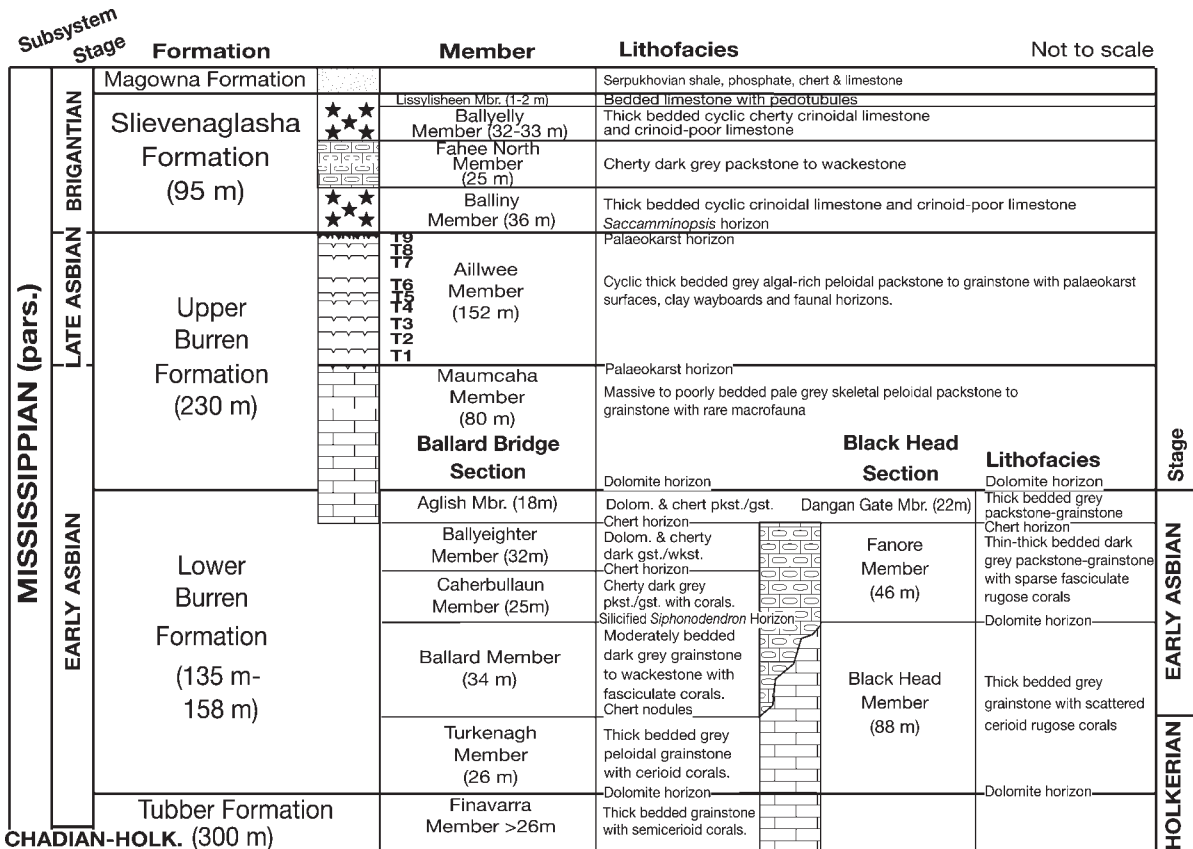 Subsystem
Stage
Formation
Member
Lithofacies
Not to scale
MISSISSIPPIAN (pars.)
BRIGANTIAN
LATE ASBIAN
EARLY ASBIAN
CHADIAN-HOLK.
Magowna Formation
Serpukhovian shale, phosphate, chert & limestone
Slievenaglasha
Formation
(95 m)
Lissylisheen Mbr. (1-2 m)
Bedded limestone with pedotubules
Ballyelly
Member (32-33 m)
Thick bedded cyclic cherty crinoidal limestone
and crinoid-poor limestone
Fahee North
Member
(25 m)
Cherty dark grey packstone to wackestone
Balliny
Member (36 m)
Thick bedded cyclic crinoidal limestone and crinoid-poor limestone
Saccamminopsis horizon
Upper
Burren
Formation
(230 m)
T9
T8
T7
T6
T5
T4
T3
T2
T1
Aillwee
Member
(152 m)
Palaeokarst horizon
Cyclic thick bedded grey algal-rich peloidal packstone to grainstone with palaeokarst
surfaces, clay wayboards and faunal horizons.
Palaeokarst horizon
Maumcaha
Member
(80 m)
Massive to poorly bedded pale grey skeletal peloidal packstone to
grainstone with rare macrofauna
Ballard Bridge
Section
Black Head
Section
Lithofacies
Stage
Dolomite horizon
Dolomite horizon
Lower
Burren
Formation
(135 m-
158 m)
Aglish Mbr. (18m)
Dolom. & chert pkst./gst.
Chert horizon
Ballyeighter
Member (32m)
Dolom. & cherty
dark gst./wkst.
Chert horizon
Caherbullaun
Member (25m)
Cherty dark grey
pkst./gst. with corals.
Silicified Siphonodendron Horizon
Ballard Member
(34 m)
Moderately bedded
dark grey grainstone
to wackestone with
fasciculate corals.
Chert nodules
Turkenagh
Member
(26 m)
Thick bedded grey
peloidal grainstone
with cerioid corals.
Dolomite horizon
Tubber Formation
(300 m)
Finavarra
Member >26m
Thick bedded grainstone
with semicerioid corals.
Dangan Gate Mbr. (22m)
Thick bedded grey
packstone-grainstone
Chert horizon
Fanore
Member
(46 m)
Thin-thick bedded dark
grey packstone-grainstone
with sparse fasciculate
rugose corals
Dolomite horizon
Black Head
Member
(88 m)
Thick bedded grey
grainstone with scattered
cerioid rugose corals
Dolomite horizon
EARLY ASBIAN
HOLKERIAN